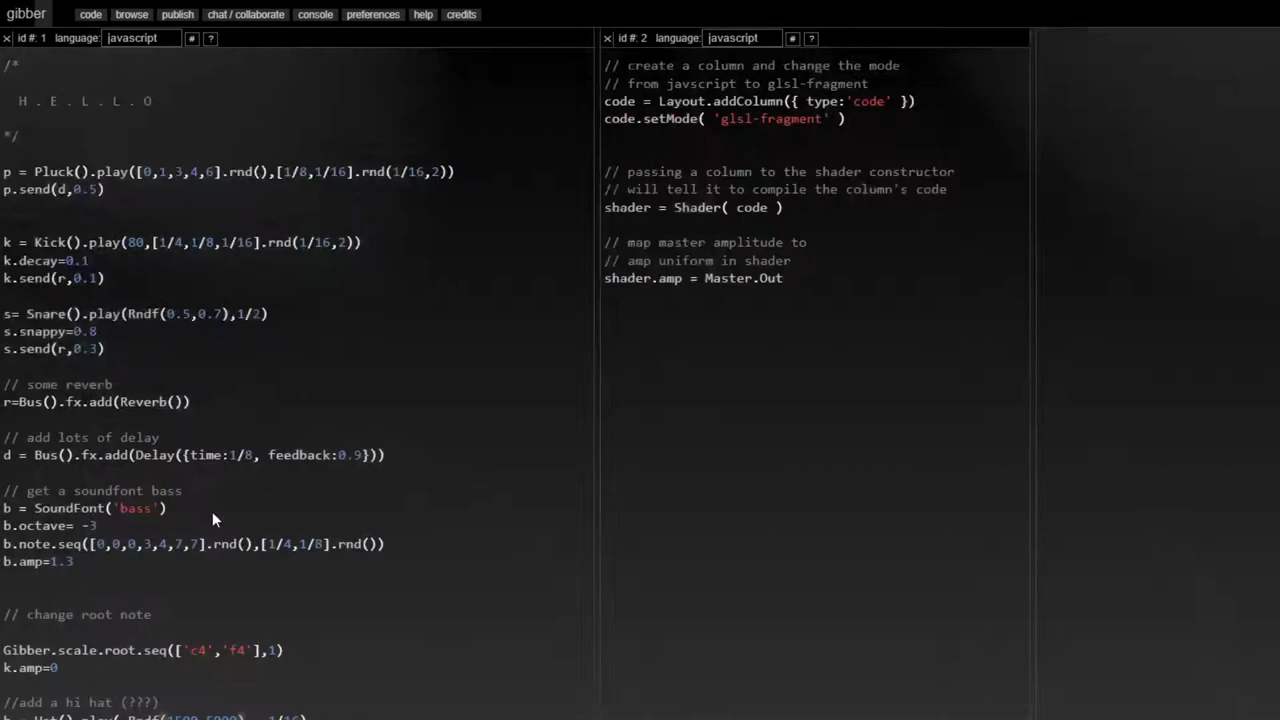 gibber code browse publish chat / collaborate console preferences help credits
× id #: 1 language: javascript # ?
/*
H . E . L . L . O
*/
p = Pluck().play([0,1,3,4,6].rnd(),[1/8,1/16].rnd(1/16,2))
p.send(d,0.5)
k = Kick().play(80,[1/4,1/8,1/16].rnd(1/16,2))
k.decay=0.1
k.send(r,0.1)
s= Snare().play(Rndf(0.5,0.7),1/2)
s.snappy=0.8
s.send(r,0.3)
// some reverb
r=Bus().fx.add(Reverb())
// add lots of delay
d = Bus().fx.add(Delay({time:1/8, feedback:0.9}))
// get a soundfont bass
b = SoundFont('bass')
b.octave= -3
b.note.seq([0,0,0,3,4,7,7].rnd(),[1/4,1/8].rnd())
b.amp=1.3
// change root note
Gibber.scale.root.seq(['c4','f4'],1)
k.amp=0
//add a hi hat (???)
× id #: 2 language: javascript # ?
// create a column and change the mode
// from javscript to glsl-fragment
code = Layout.addColumn({ type:'code' })
code.setMode( 'glsl-fragment' )
// passing a column to the shader constructor
// will tell it to compile the column's code
shader = Shader( code )
// map master amplitude to
// amp uniform in shader
shader.amp = Master.Out